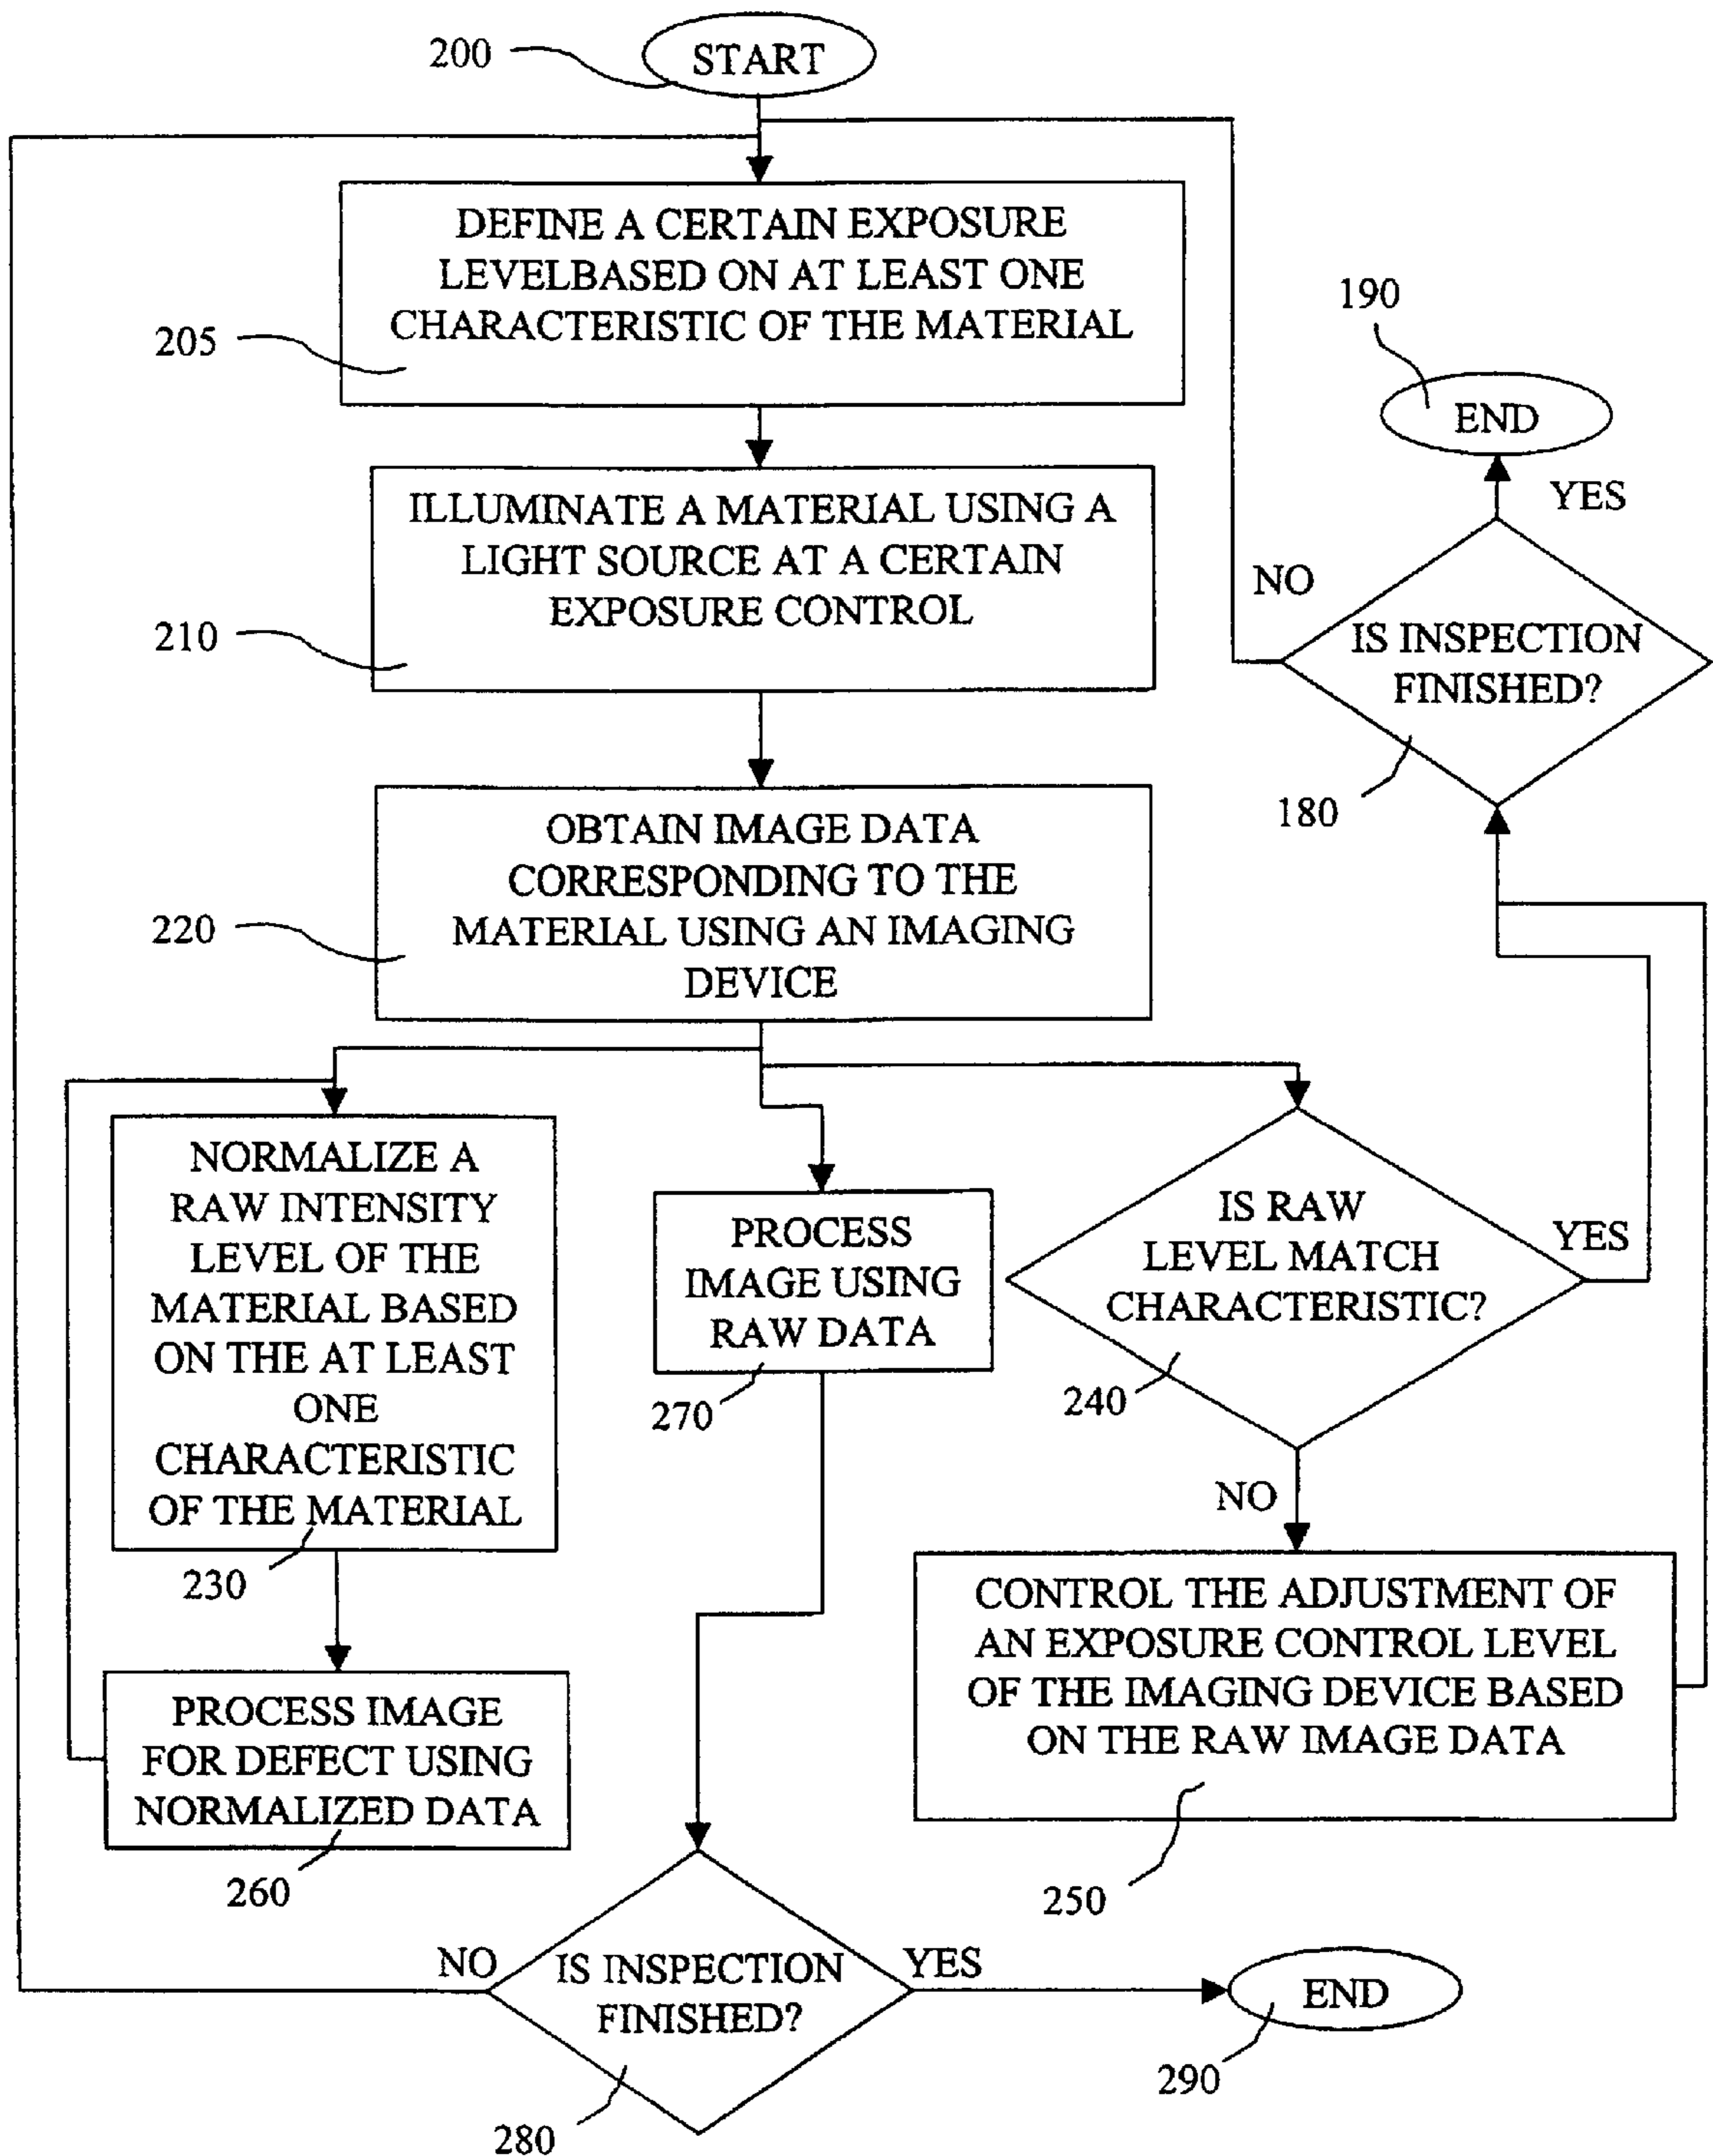 200
START
DEFINE A CERTAIN EXPOSURE
LEVELBASED ON AT LEAST ONE
CHARACTERISTIC OF THE MATERIAL
205
190
END
YES
ILLUMINATE A MATERIAL USING A
LIGHT SOURCE AT A CERTAIN
EXPOSURE CONTROL
210
NO
IS INSPECTION
FINISHED?
180
OBTAIN IMAGE DATA
CORRESPONDING TO THE
MATERIAL USING AN IMAGING
DEVICE
220
NORMALIZE A
RAW INTENSITY
LEVEL OF THE
MATERIAL BASED
ON THE AT LEAST
ONE
CHARACTERISTIC
OF THE MATERIAL
230
PROCESS
IMAGE USING
RAW DATA
270
IS RAW
LEVEL MATCH
CHARACTERISTIC?
YES
240
NO
PROCESS IMAGE
FOR DEFECT USING
NORMALIZED DATA
260
CONTROL THE ADJUSTMENT OF
AN EXPOSURE CONTROL LEVEL
OF THE IMAGING DEVICE BASED
ON THE RAW IMAGE DATA
250
NO
IS INSPECTION
FINISHED?
YES
END
290
280